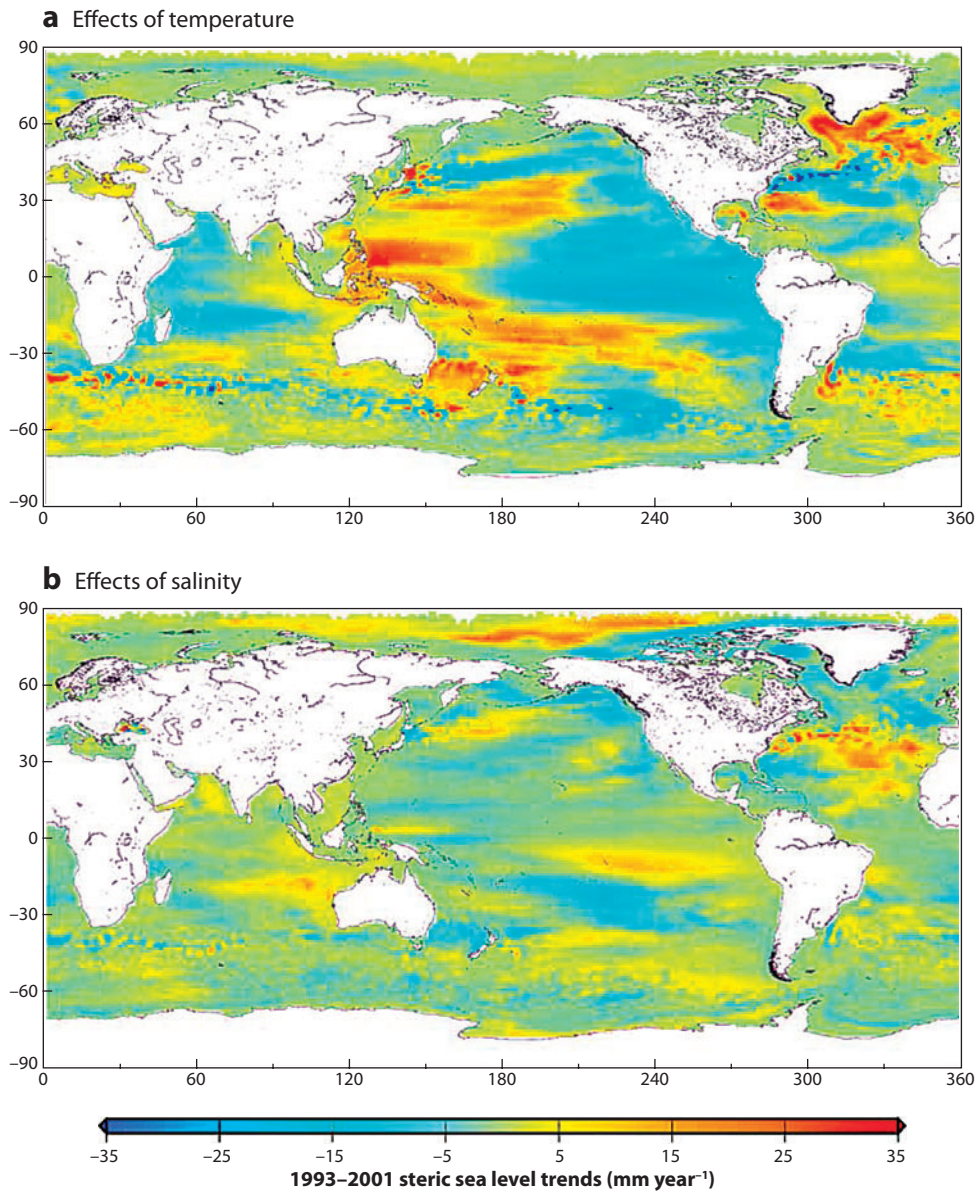 a Effects of temperature
90
60
30
0
−30
−60
−90
0 60 120 180 240 300 360
b Effects of salinity
90
60
30
0
−30
−60
−90
0 60 120 180 240 300 360
−35 −25 −15 −5 5 15 25 35
1993–2001 steric sea level trends (mm year⁻¹)